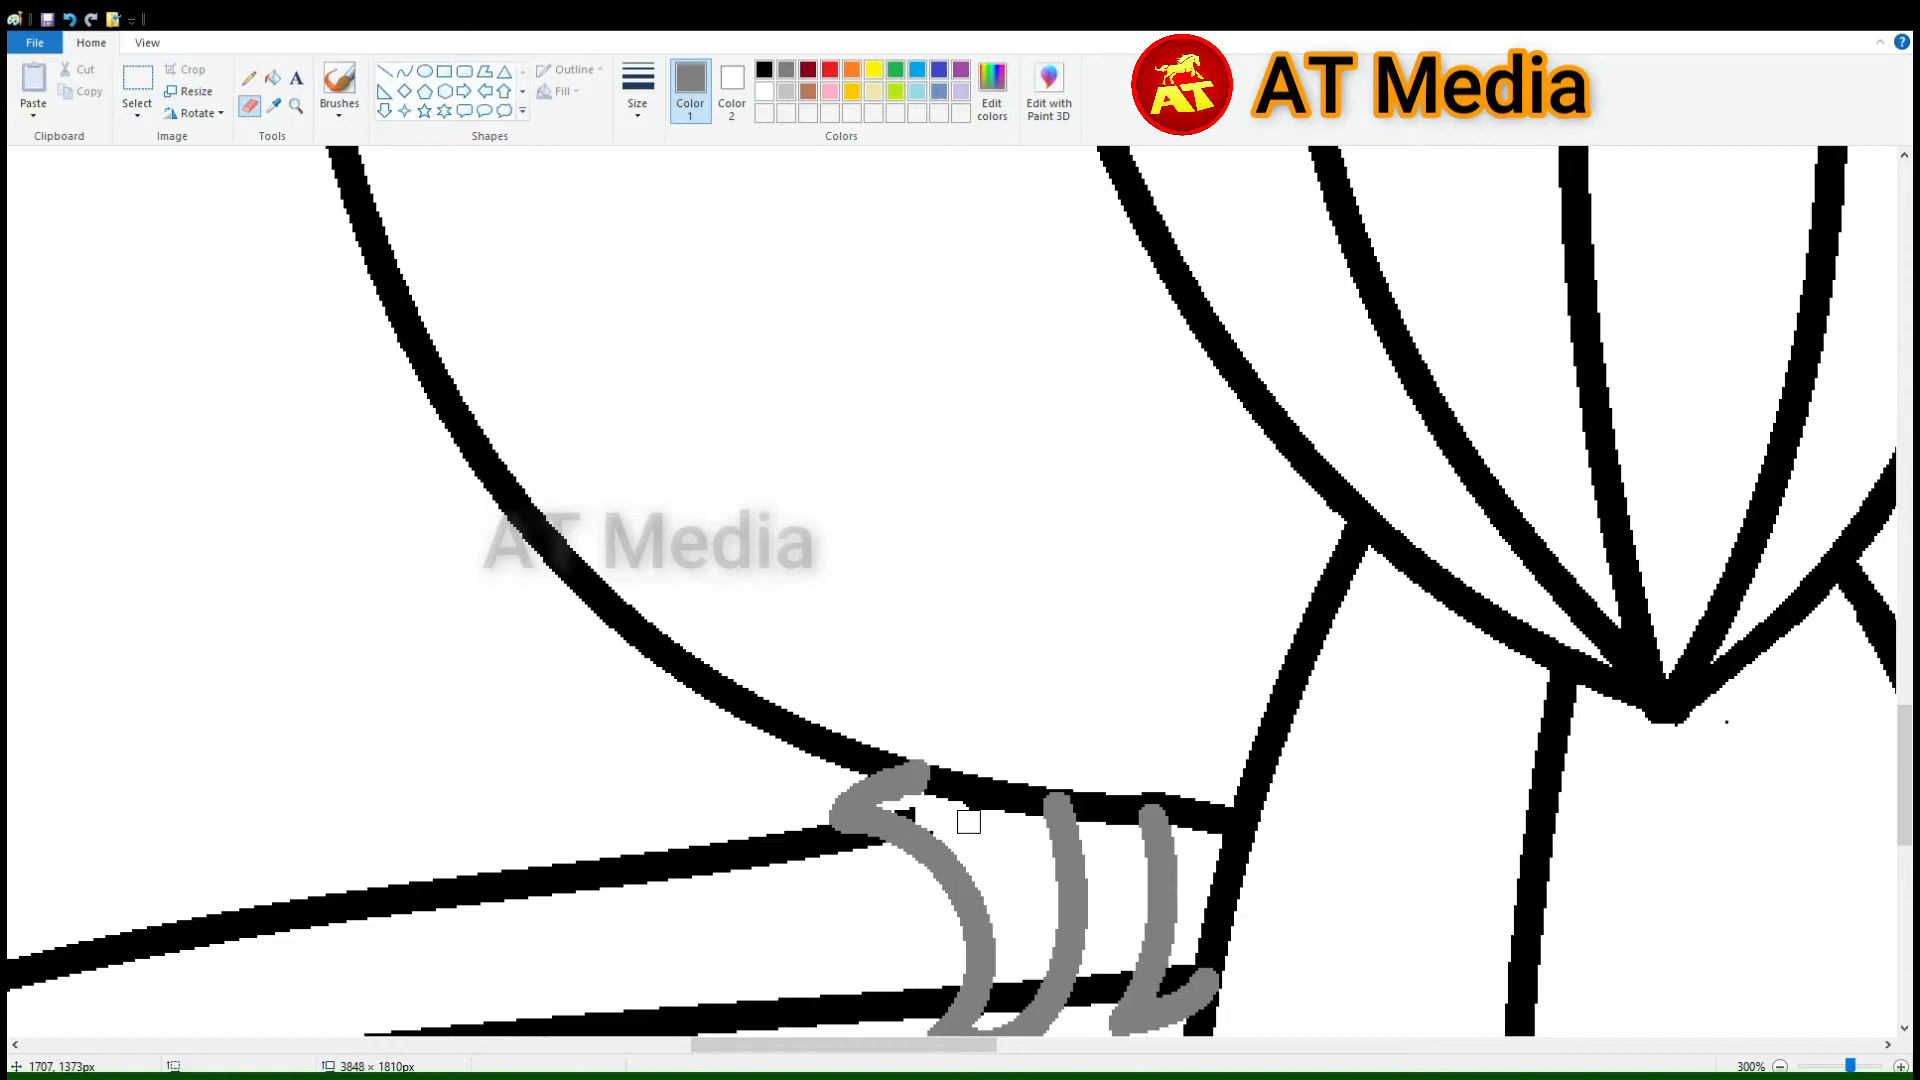 File Home View
AT Media
Paste Cut Copy Clipboard
Select Crop Resize Rotate Image
A Tools
Brushes
Shapes
Outline Fill
Size
Color 1 Color 2
Colors
Edit colors
Edit with Paint 3D
AT
AT Media
1707, 1373px 3848 × 1810px 300%